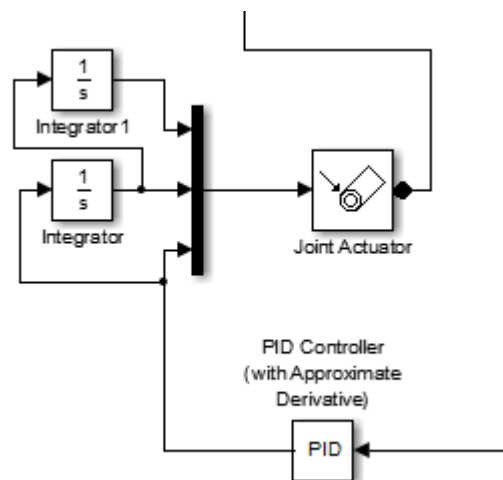 1
s
Integrator1
1
s
Integrator
Joint Actuator
PID Controller
(with Approximate
Derivative)
PID